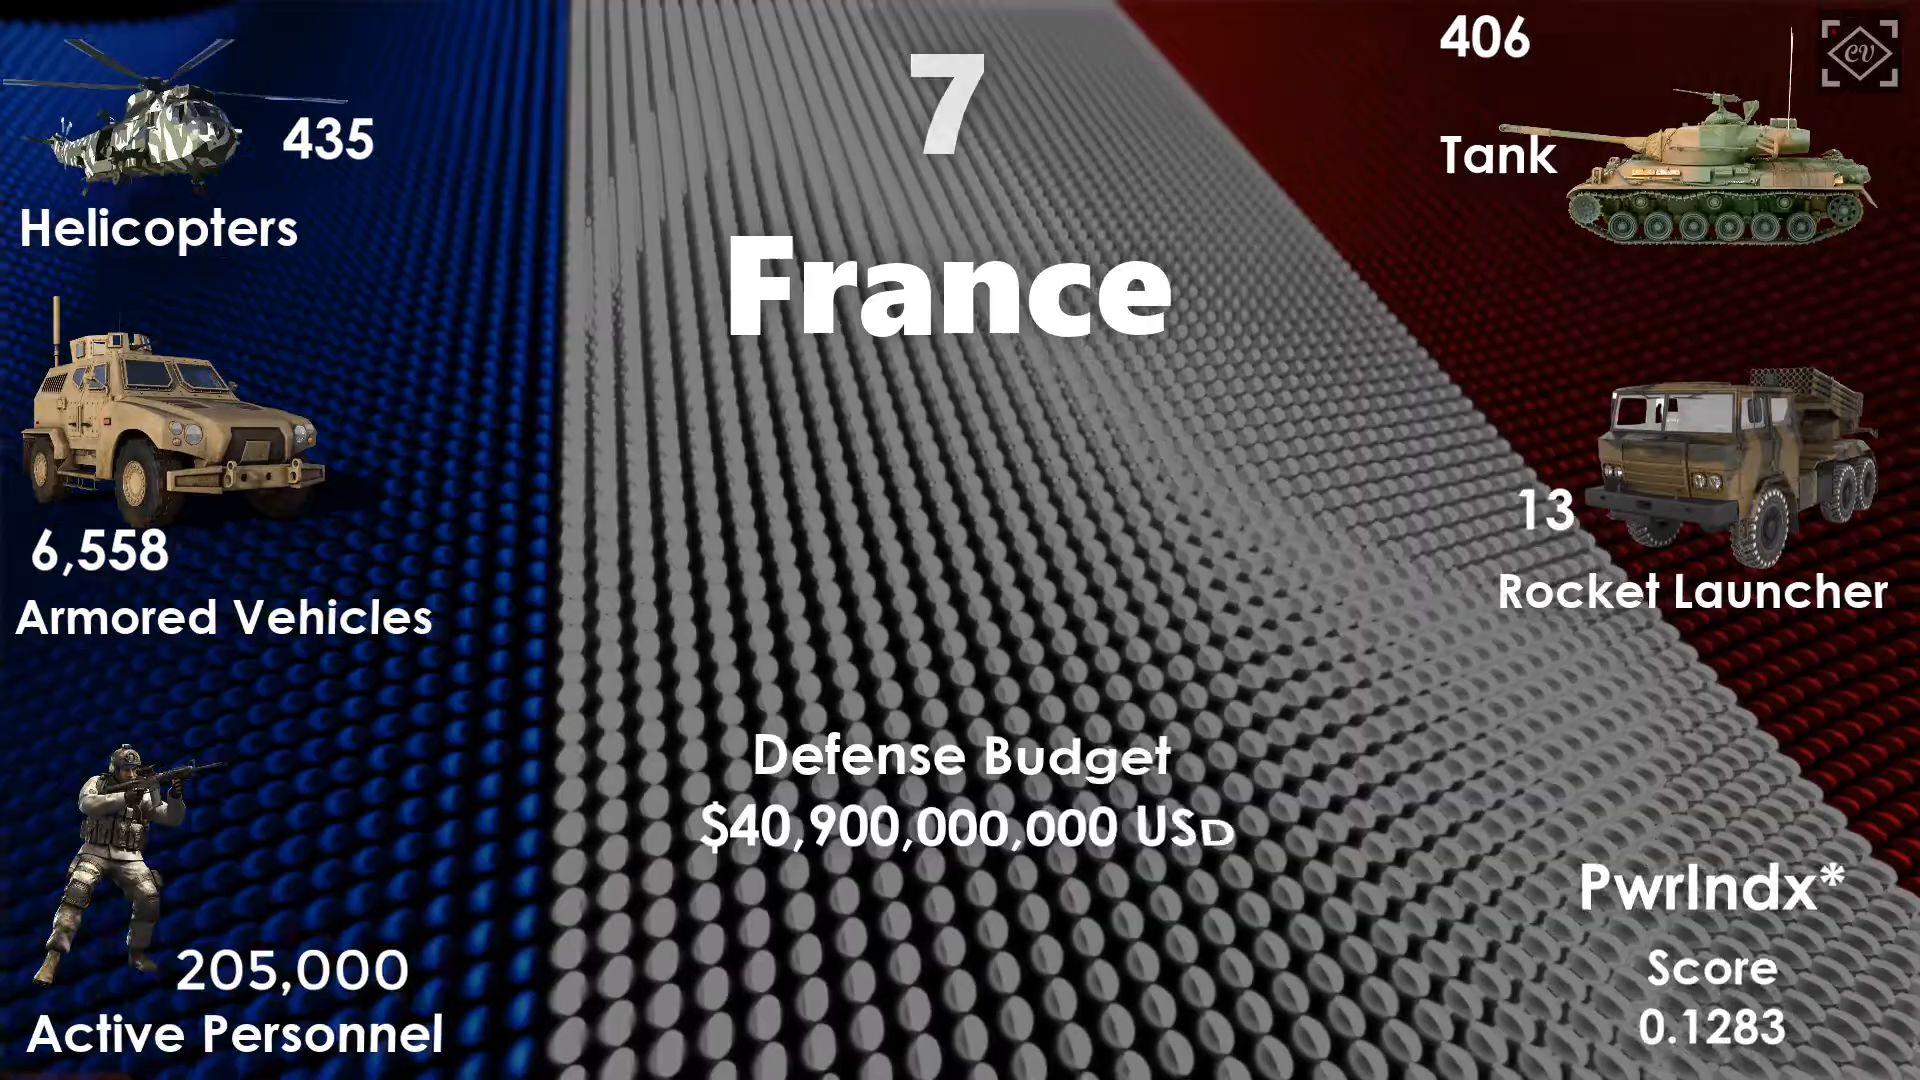 7
France
435
Helicopters
6,558
Armored Vehicles
205,000
Active Personnel
Defense Budget
$40,900,000,000 USD
406
Tank
13
Rocket Launcher
PwrIndx*
Score
0.1283
CV